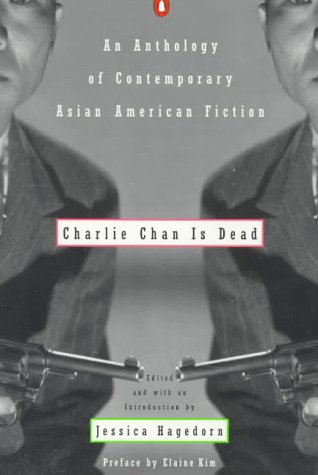 An Anthology
of Contemporary
Asian American Fiction
Charlie Chan Is Dead
Edited
and with an
Introduction by
Jessica Hagedorn
Preface by Elaine Kim